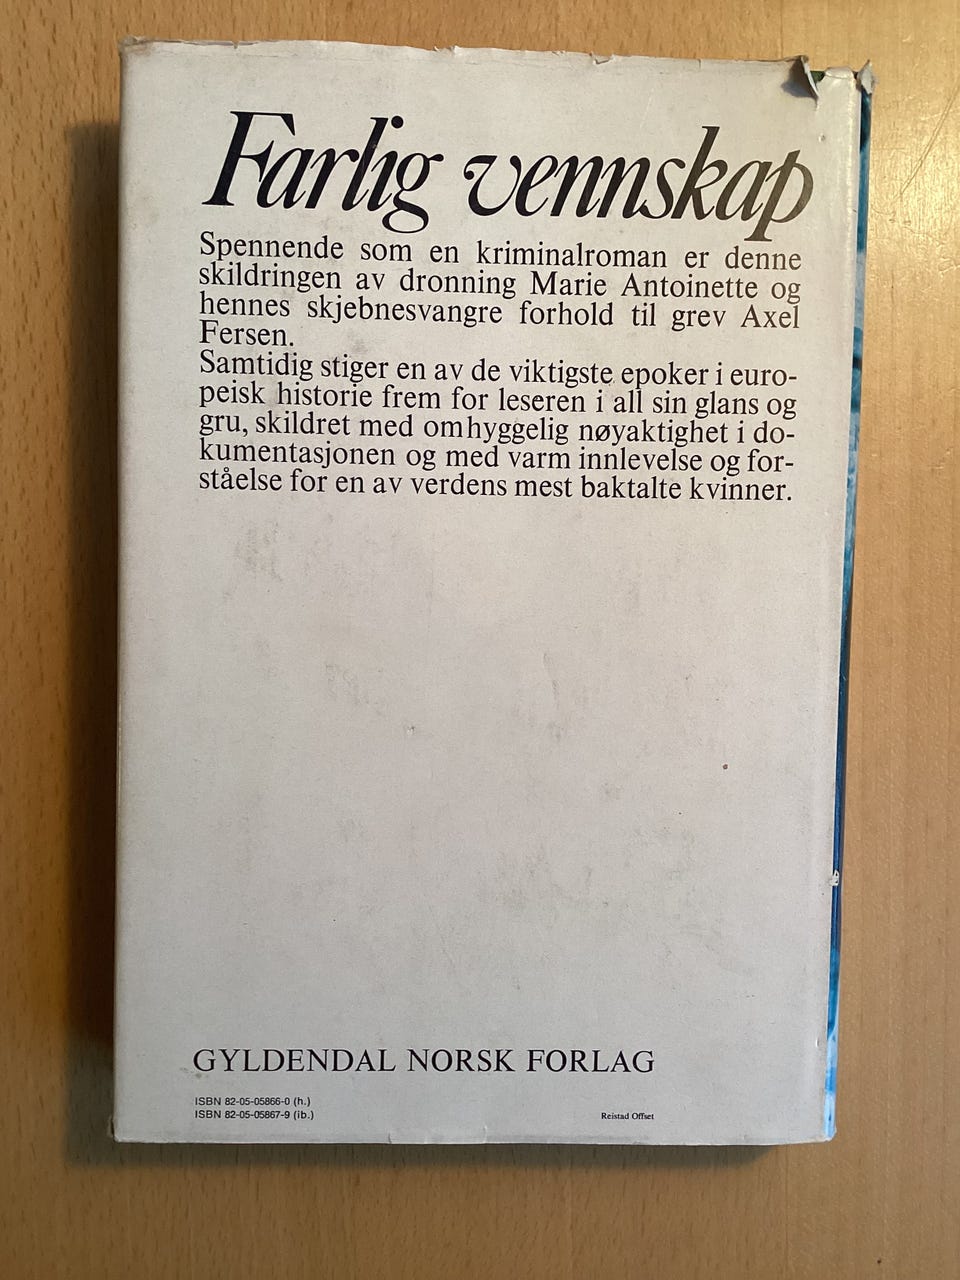 Farlig vennskap
Spennende som en kriminalroman er denne
skildringen av dronning Marie Antoinette og
hennes skjebnesvangre forhold til grev Axel
Fersen.
Samtidig stiger en av de viktigste epoker i euro-
peisk historie frem for leseren i all sin glans og
gru, skildret med omhyggelig nøyaktighet i do-
kumentasjonen og med varm innlevelse og for-
ståelse for en av verdens mest baktalte kvinner.
GYLDENDAL NORSK FORLAG
ISBN 82-05-05866-0 (h.)
ISBN 82-05-05867-9 (ib.)
Reistad Offset